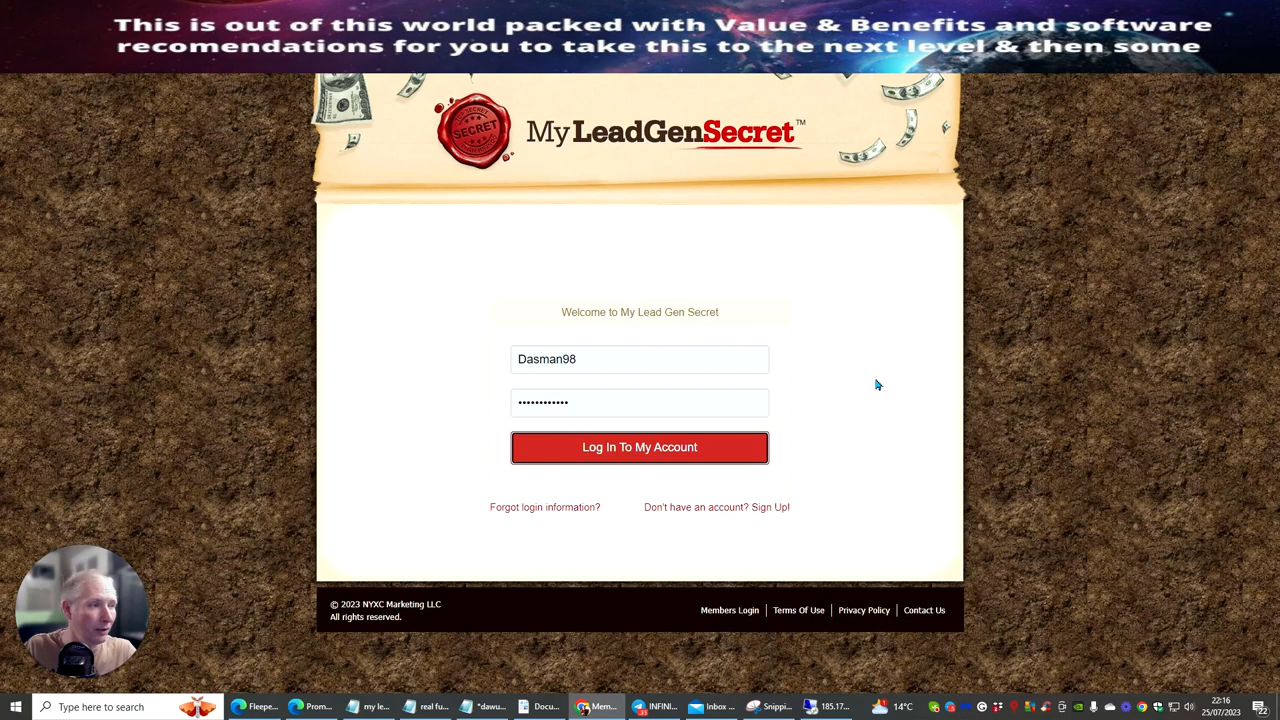 This is out of this world packed with Value & Benefits and software
recomendations for you to take this to the next level & then some
SECRET
My LeadGenSecret™
Welcome to My Lead Gen Secret
Dasman98
••••••••••••
Log In To My Account
Forgot login information?
Don't have an account? Sign Up!
© 2023 NYXC Marketing LLC
All rights reserved.
Members Login
Terms Of Use
Privacy Policy
Contact Us
Type here to search
Fleepe...
Prom...
my le...
real fu...
*dawu...
Docu...
Mem...
INFINI...
Inbox ...
Snippi...
185.17...
14°C
22:16
25/07/2023